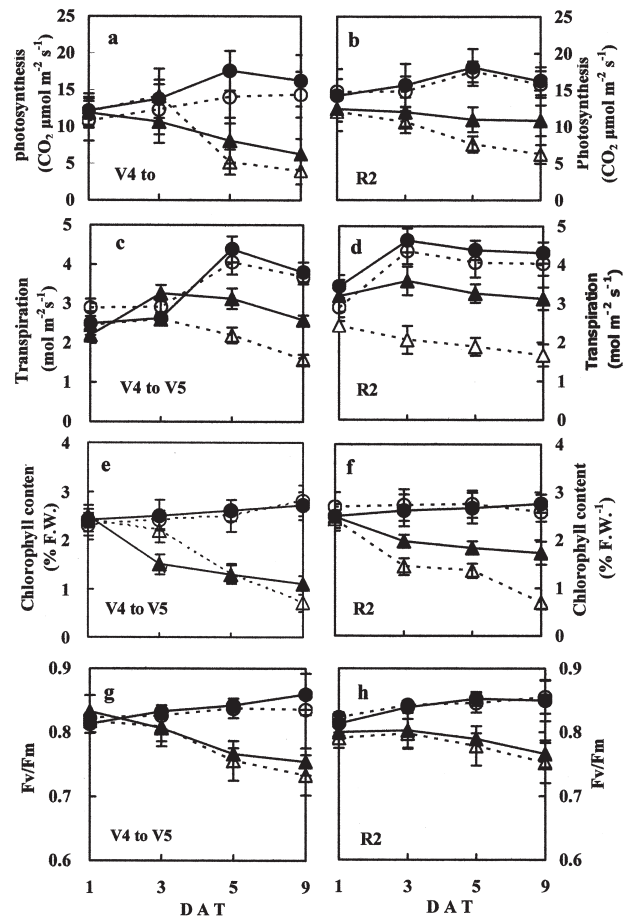 photosynthesis
(CO₂ µmol m⁻² s⁻¹)
25
20
15
10
5
0
a
V4 to
b
R2
25
20
15
10
5
0
Photosynthesis
(CO₂ µmol m⁻² s⁻¹)
Transpiration
(mol m⁻²s⁻¹)
5
4
3
2
1
0
c
V4 to V5
d
R2
5
4
3
2
1
0
Transpiration
(mol m⁻² s⁻¹)
Chlorophyll conten
(% F.W.)
4
3
2
1
0
e
V4 to V5
f
R2
4
3
2
1
0
Chlorophyll content
(% F.W.⁻¹)
Fv/Fm
0.9
0.8
0.7
0.6
g
V4 to V5
h
R2
0.9
0.8
0.7
0.6
Fv/Fm
1 3 5 9
D A T
1 3 5 9
D A T